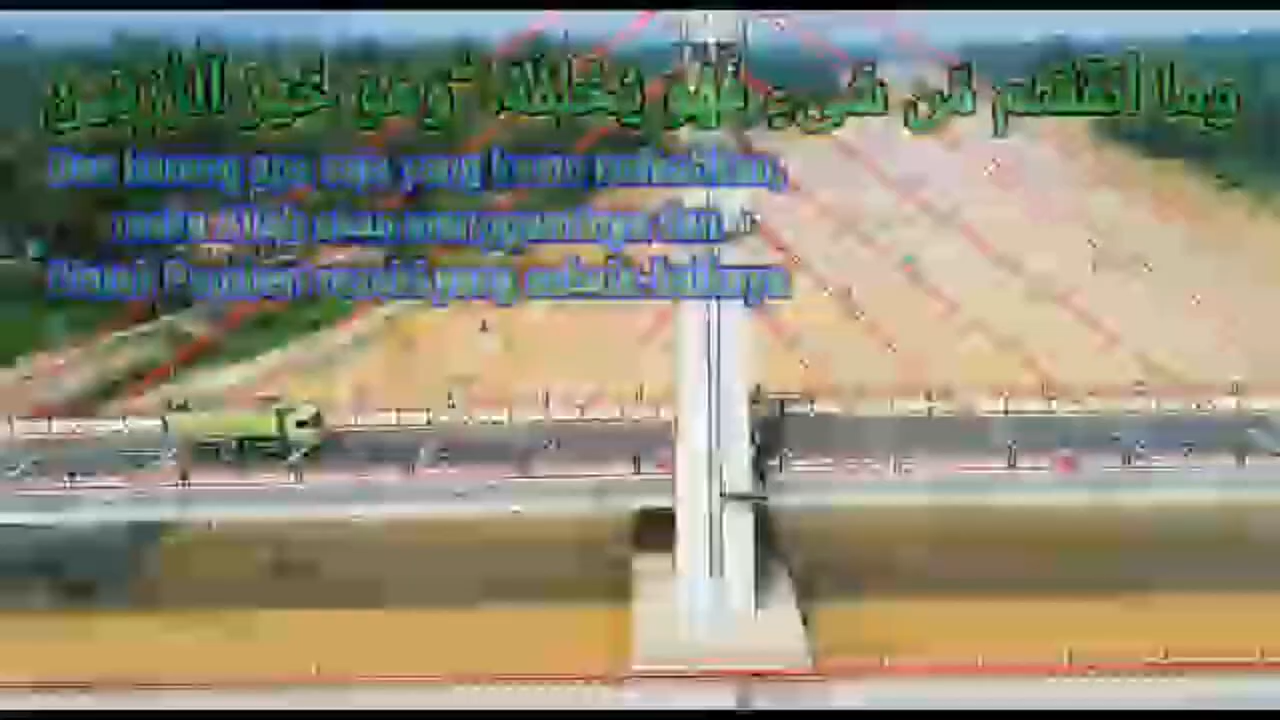 وما أنفقتم من شيء فهو يخلفه وهو خير الرازقين
Dan barang apa saja yang kamu nafkahkan,
maka Allah akan menggantinya dan
Dialah Pemberi rezeki yang sebaik-baiknya